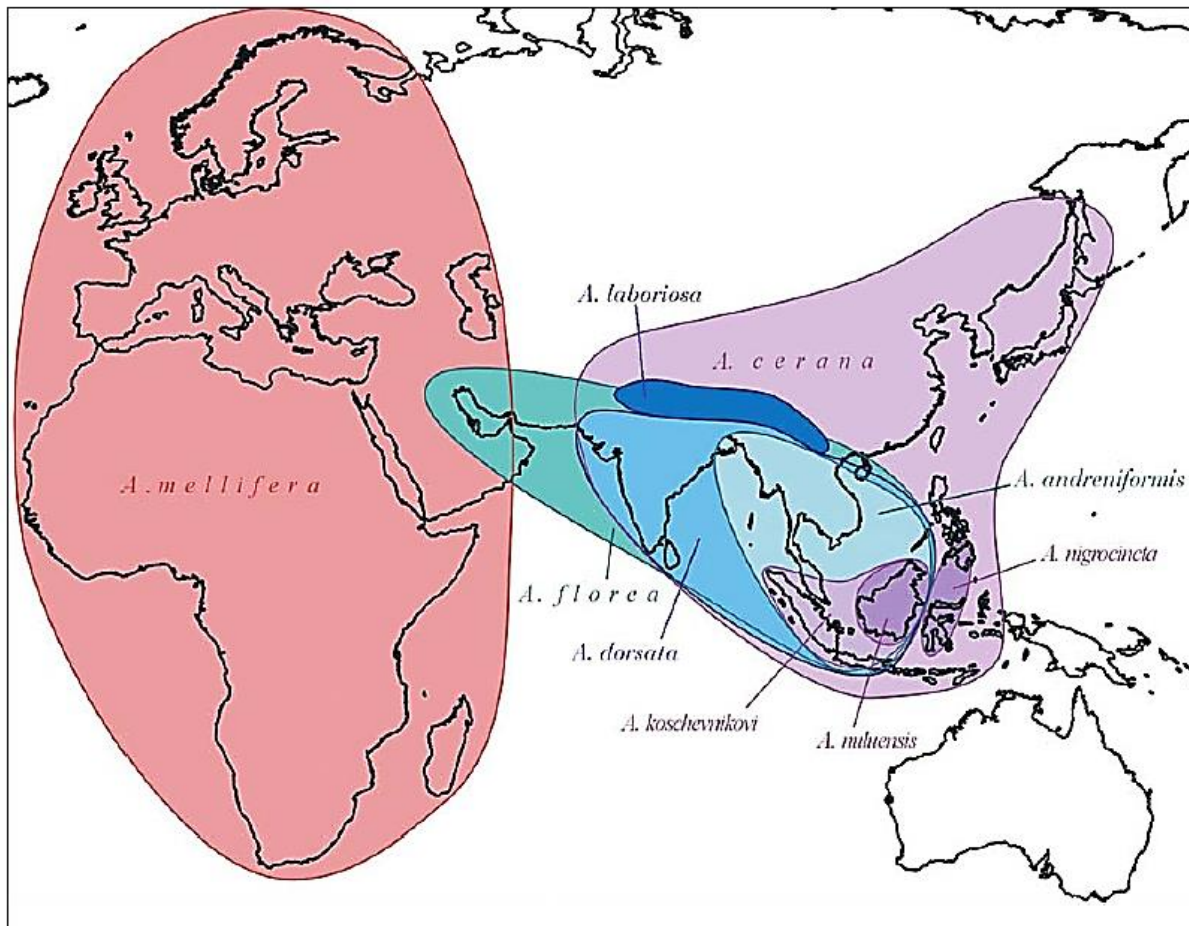 A. laboriosa
A. cerana
A. mellifera
A. andreniformis
A. nigrocincta
A. florea
A. dorsata
A. koschevnikovi
A. nuluensis